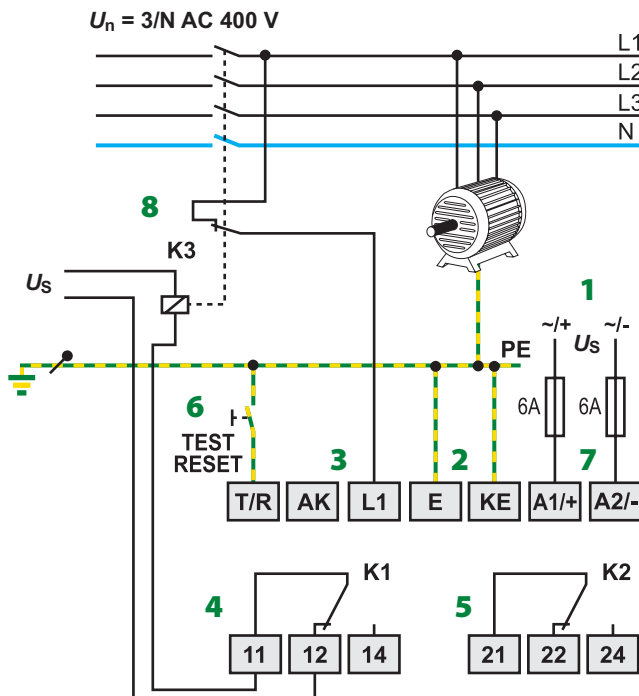 Un = 3/N AC 400 V
L1
L2
L3
N
8
K3
US
1
~/+ ~/-
US
PE
6A 6A
6
TEST
RESET
3 2 7
T/R AK L1 E KE A1/+ A2/-
K1 K2
4 5
11 12 14 21 22 24